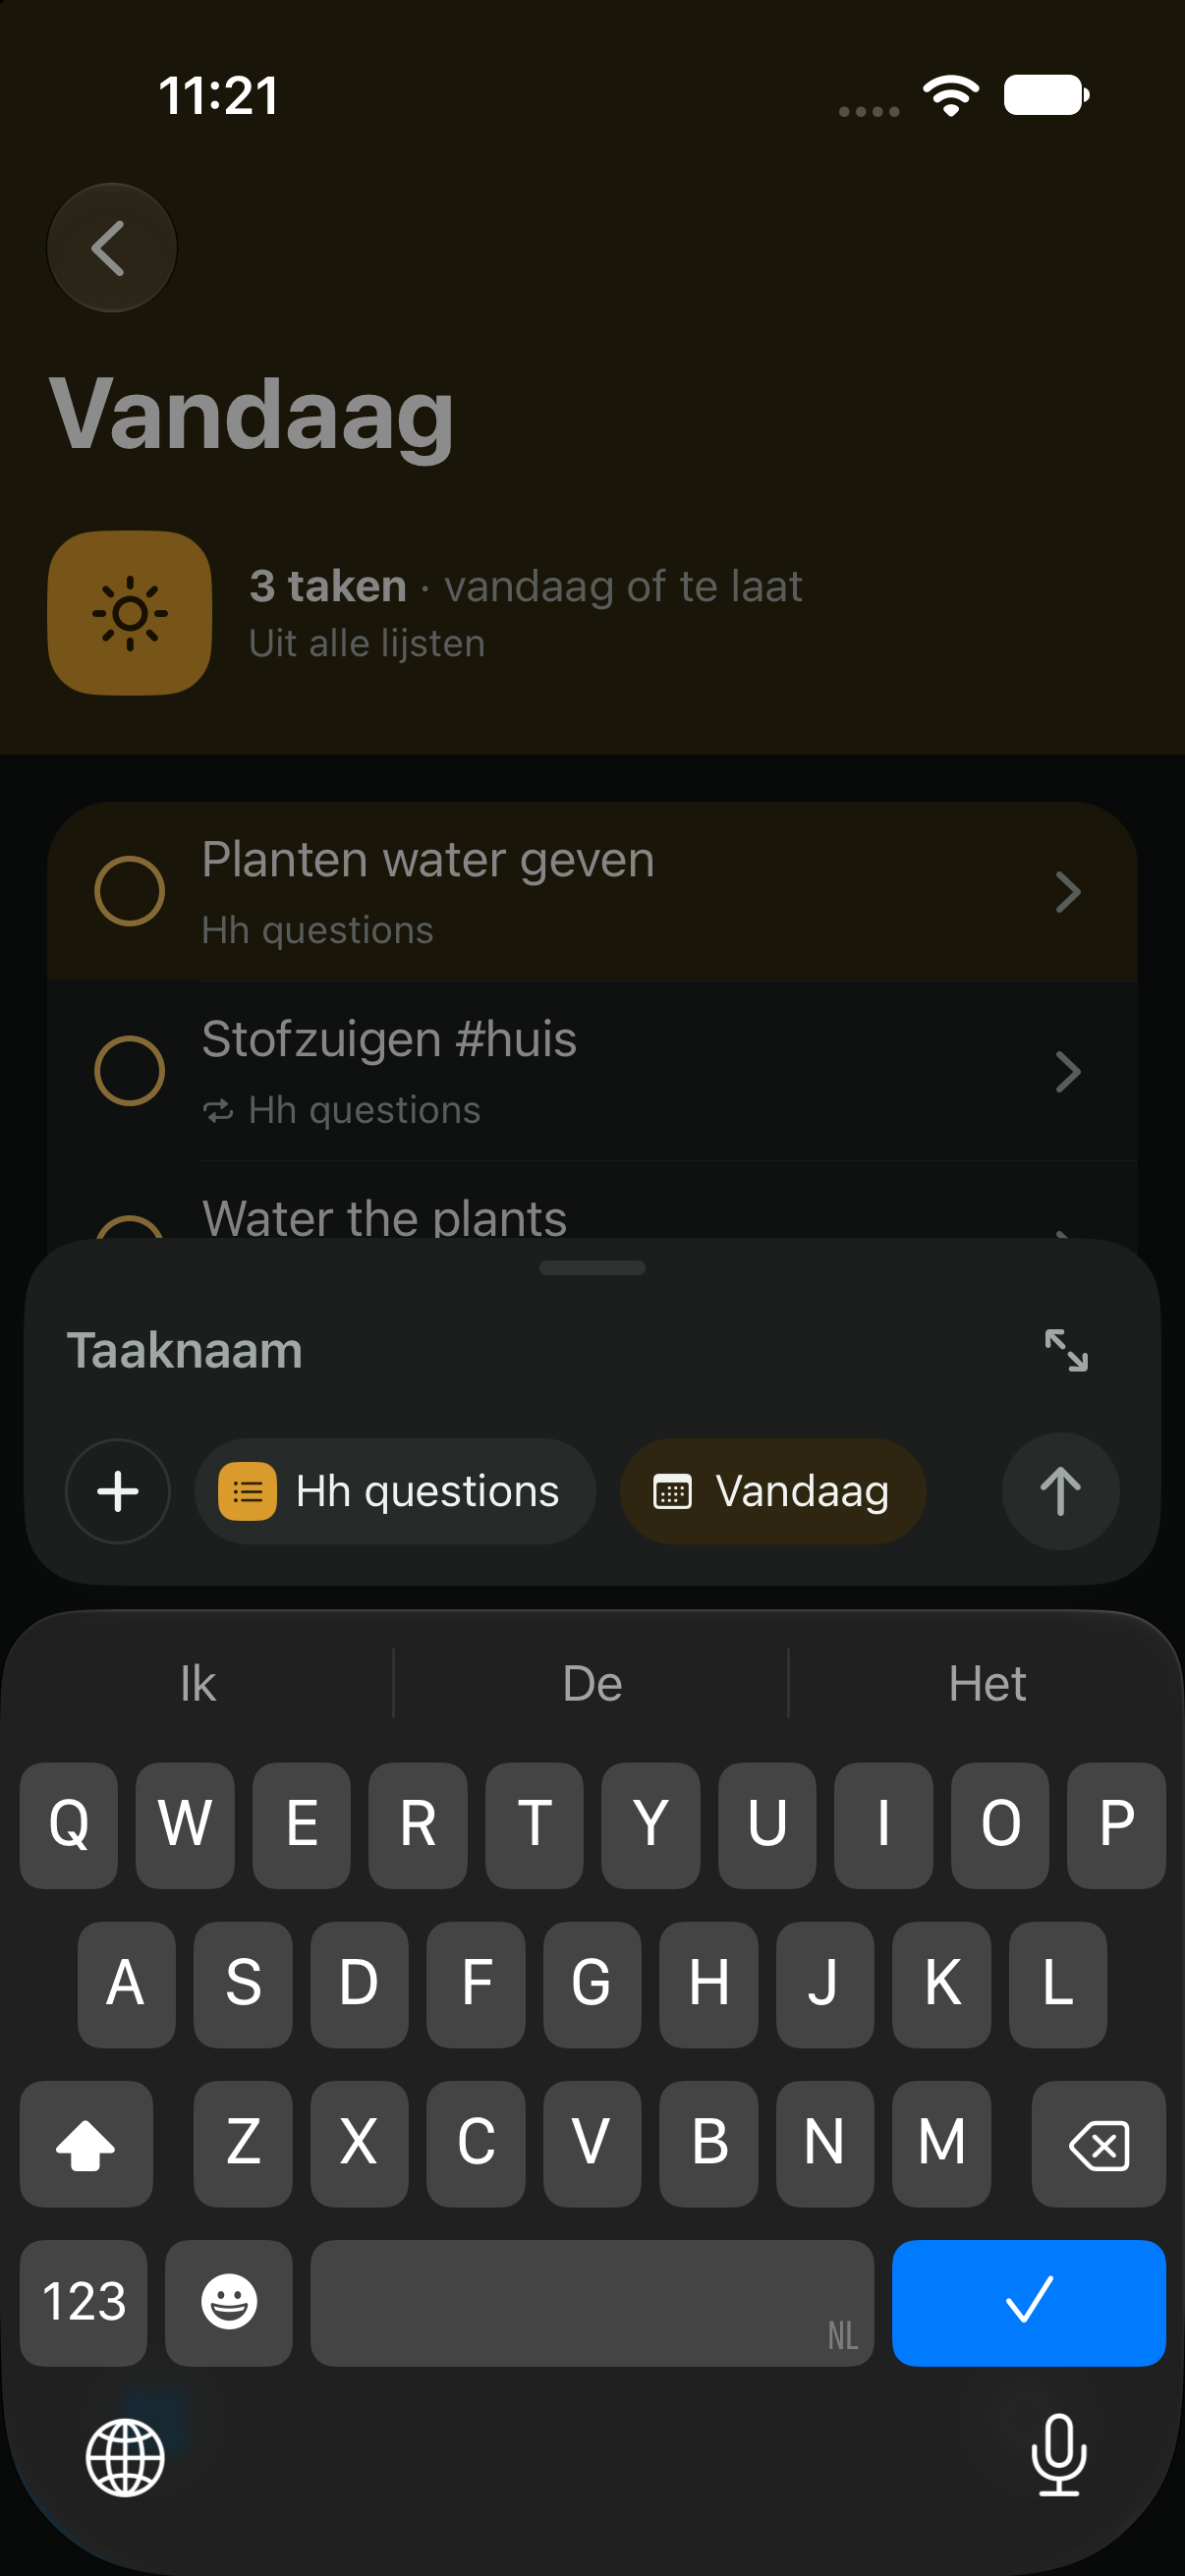 11:21
Vandaag
3 taken · vandaag of te laat
Uit alle lijsten
Planten water geven
Hh questions
Stofzuigen #huis
Hh questions
Water the plants
Taaknaam
Hh questions
Vandaag
Ik De Het
Q W E R T Y U I O P
A S D F G H J K L
Z X C V B N M
123
NL